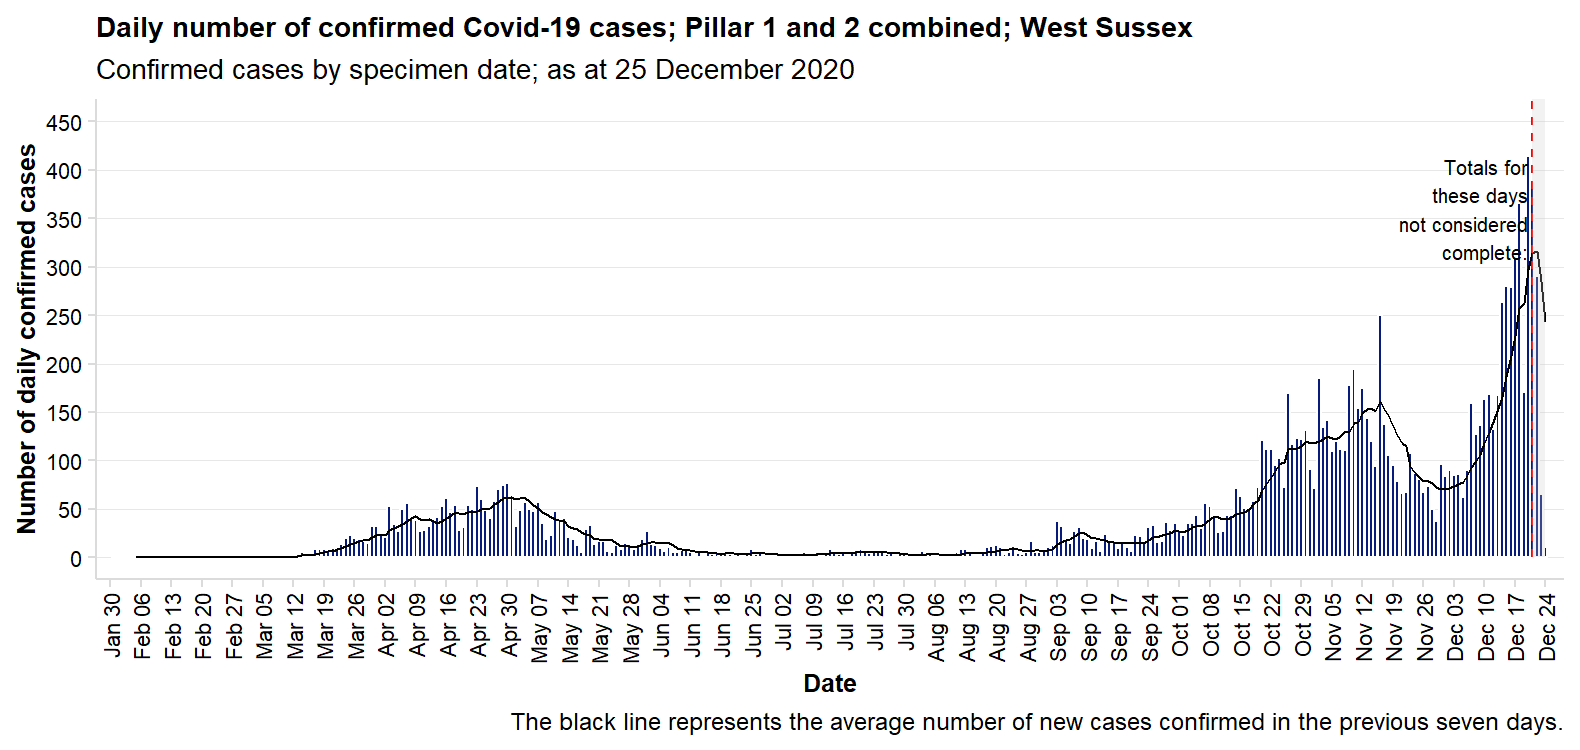 Daily number of confirmed Covid-19 cases; Pillar 1 and 2 combined; West Sussex
Confirmed cases by specimen date; as at 25 December 2020
Number of daily confirmed cases
450
400
350
300
250
200
150
100
50
0
Totals for
these days
not considered
complete:
Jan 30
Feb 06
Feb 13
Feb 20
Feb 27
Mar 05
Mar 12
Mar 19
Mar 26
Apr 02
Apr 09
Apr 16
Apr 23
Apr 30
May 07
May 14
May 21
May 28
Jun 04
Jun 11
Jun 18
Jun 25
Jul 02
Jul 09
Jul 16
Jul 23
Jul 30
Aug 06
Aug 13
Aug 20
Aug 27
Sep 03
Sep 10
Sep 17
Sep 24
Oct 01
Oct 08
Oct 15
Oct 22
Oct 29
Nov 05
Nov 12
Nov 19
Nov 26
Dec 03
Dec 10
Dec 17
Dec 24
Date
The black line represents the average number of new cases confirmed in the previous seven days.